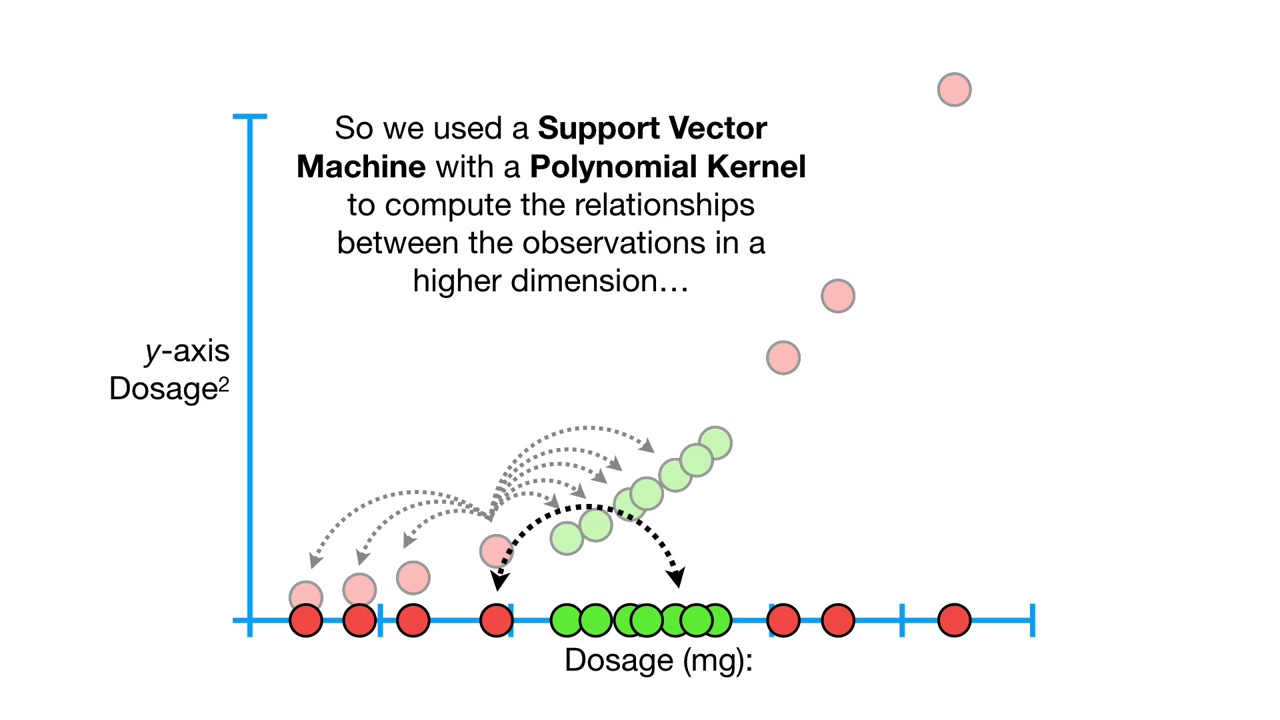 So we used a Support Vector
Machine with a Polynomial Kernel
to compute the relationships
between the observations in a
higher dimension…
y-axis
Dosage²
Dosage (mg):